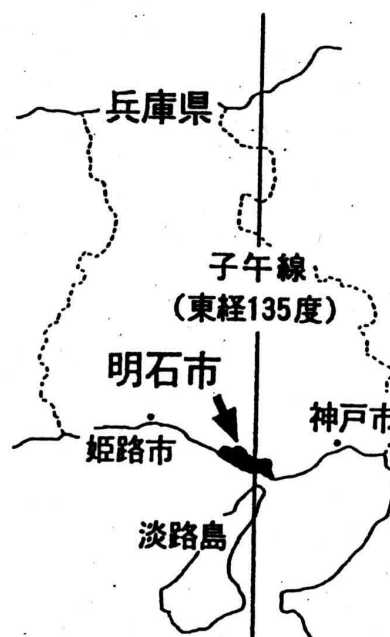 兵庫県
子午線
（東経135度）
明石市
神戸市
姫路市
淡路島